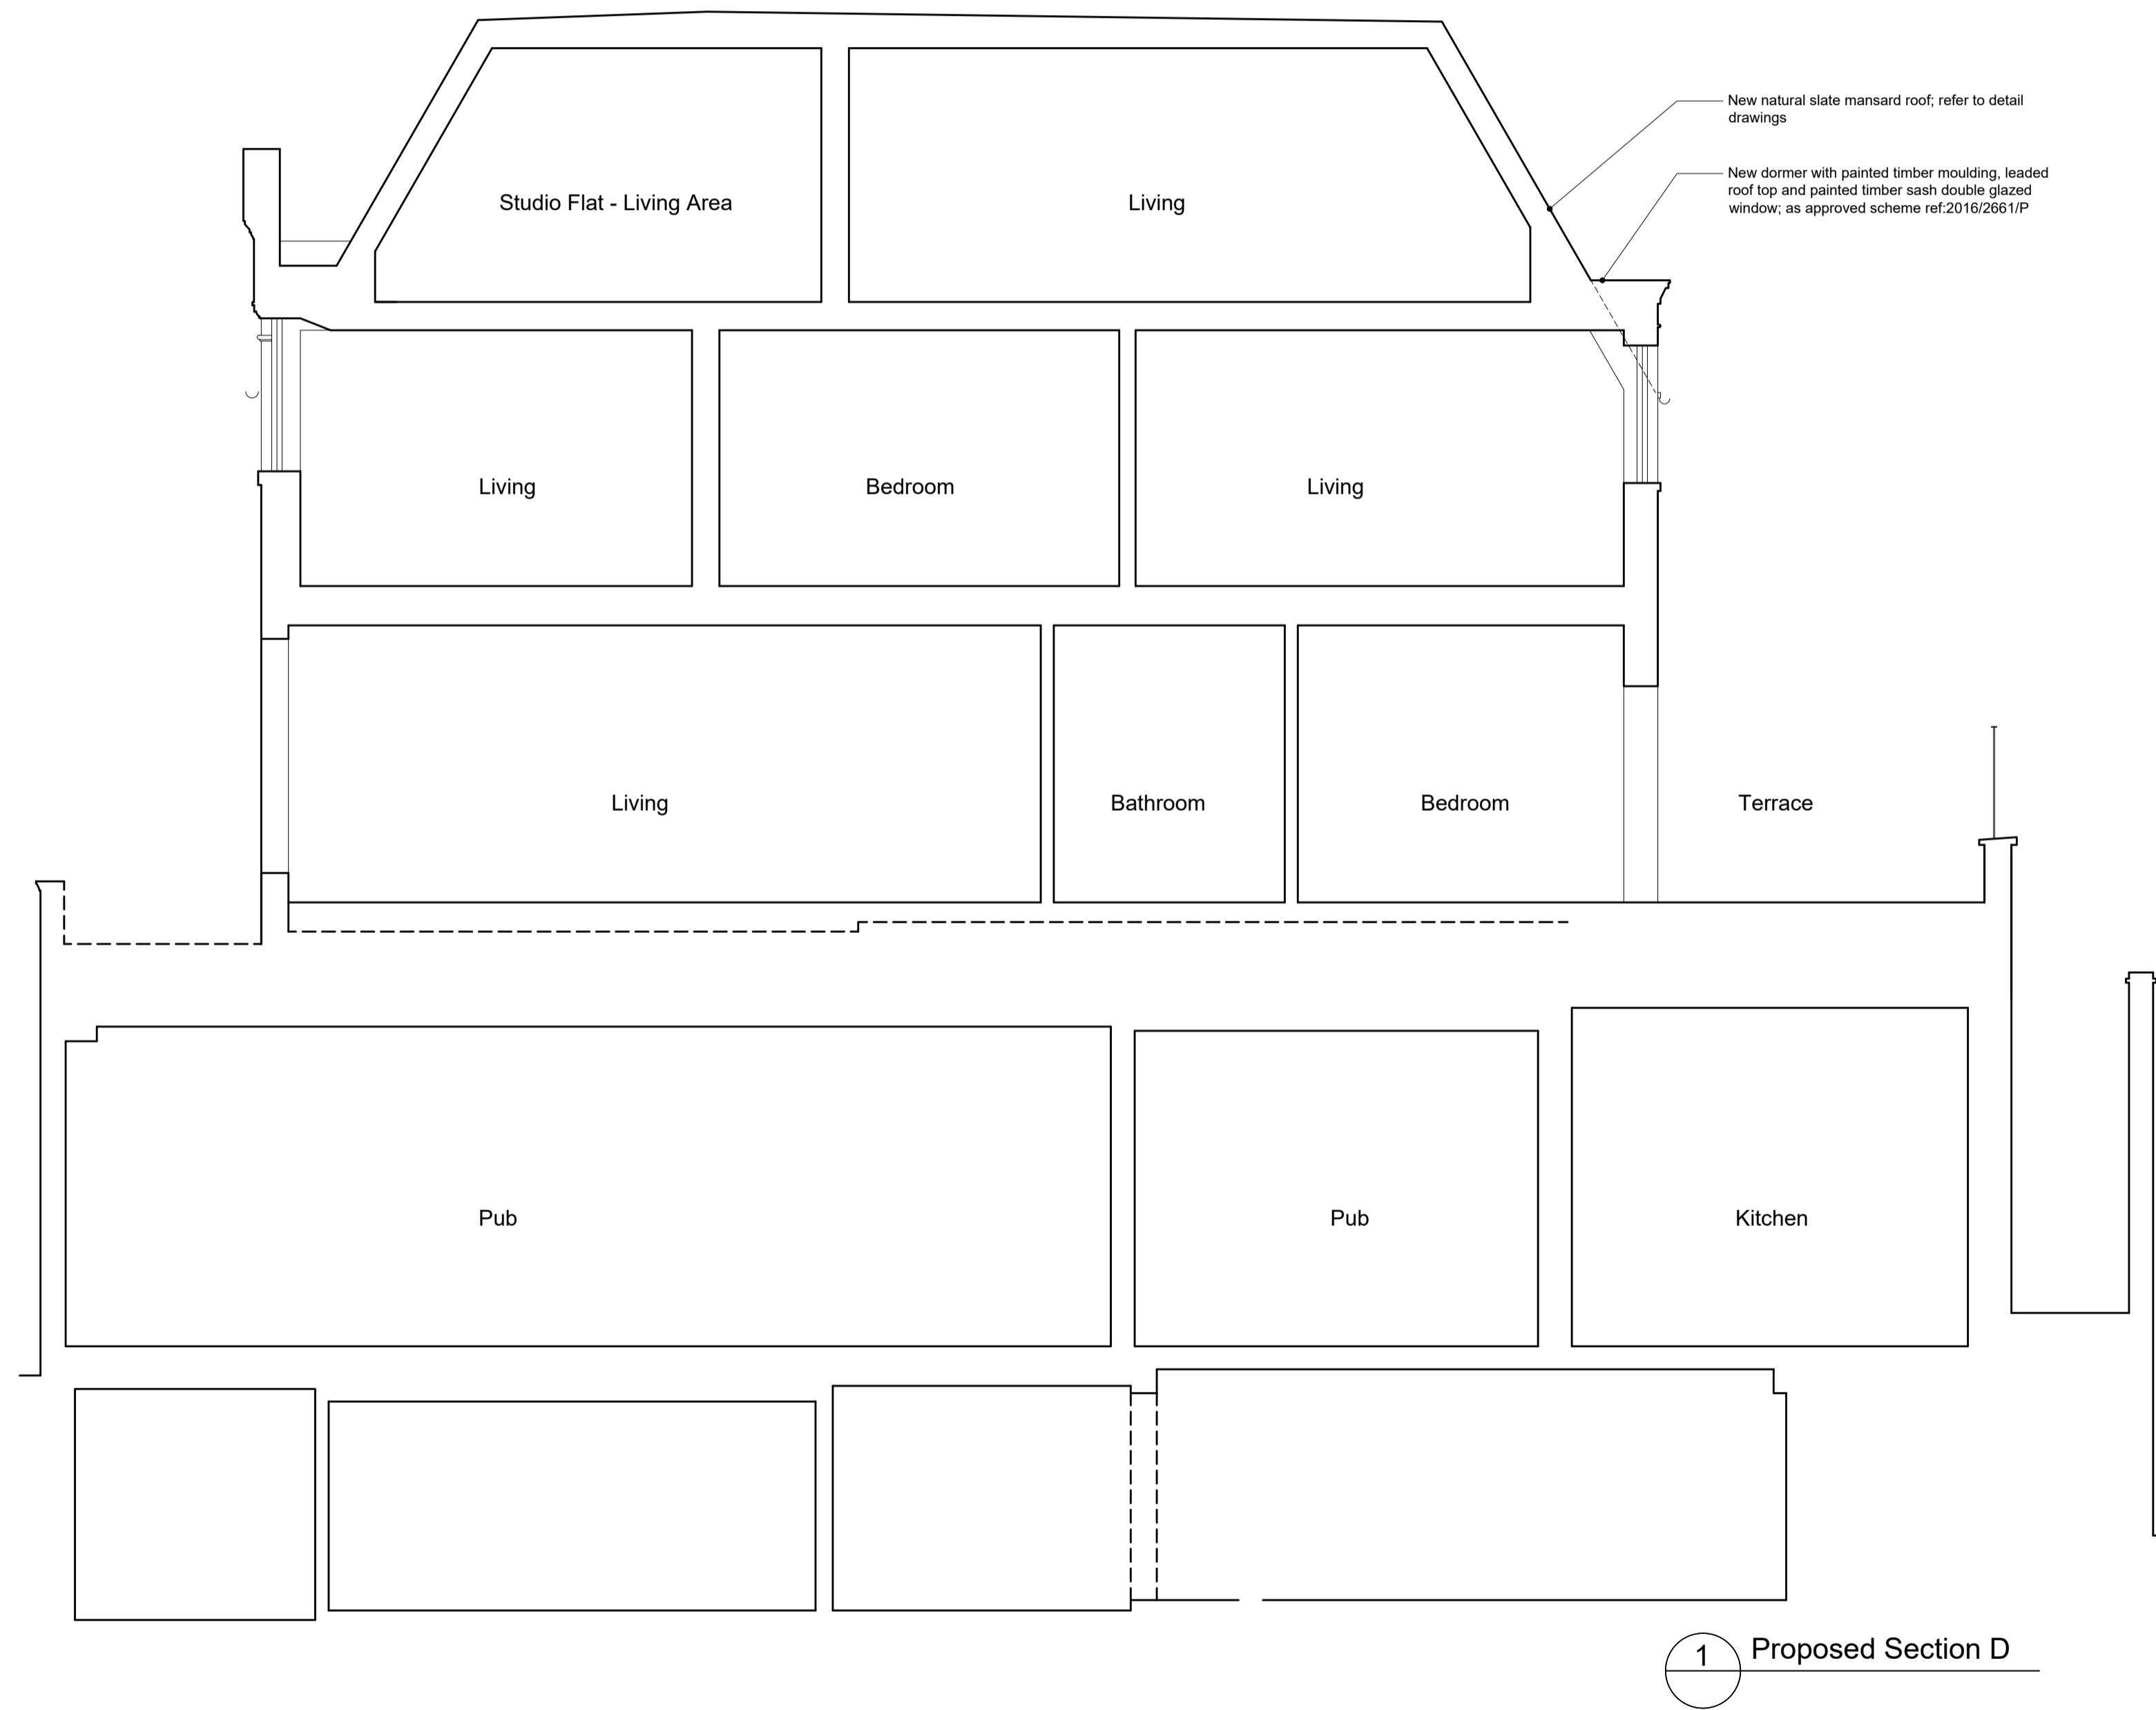 New natural slate mansard roof; refer to detail
drawings
New dormer with painted timber moulding, leaded
roof top and painted timber sash double glazed
window; as approved scheme ref:2016/2661/P
Studio Flat - Living Area
Living
Living
Bedroom
Living
Living
Bathroom
Bedroom
Terrace
Pub
Pub
Kitchen
1
Proposed Section D